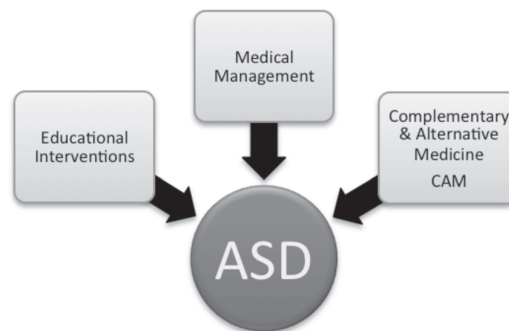 Medical
Management
Educational
Interventions
Complementary
& Alternative
Medicine
CAM
ASD